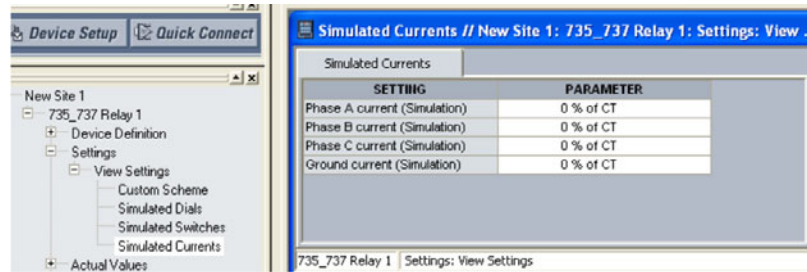 Device Setup Quick Connect
New Site 1
735_737 Relay 1
Device Definition
Settings
View Settings
Custom Scheme
Simulated Dials
Simulated Switches
Simulated Currents
Actual Values
Simulated Currents // New Site 1: 735_737 Relay 1: Settings: View .
Simulated Currents
SETTING PARAMETER
Phase A current (Simulation) 0 % of CT
Phase B current (Simulation) 0 % of CT
Phase C current (Simulation) 0 % of CT
Ground current (Simulation) 0 % of CT
735_737 Relay 1 Settings: View Settings